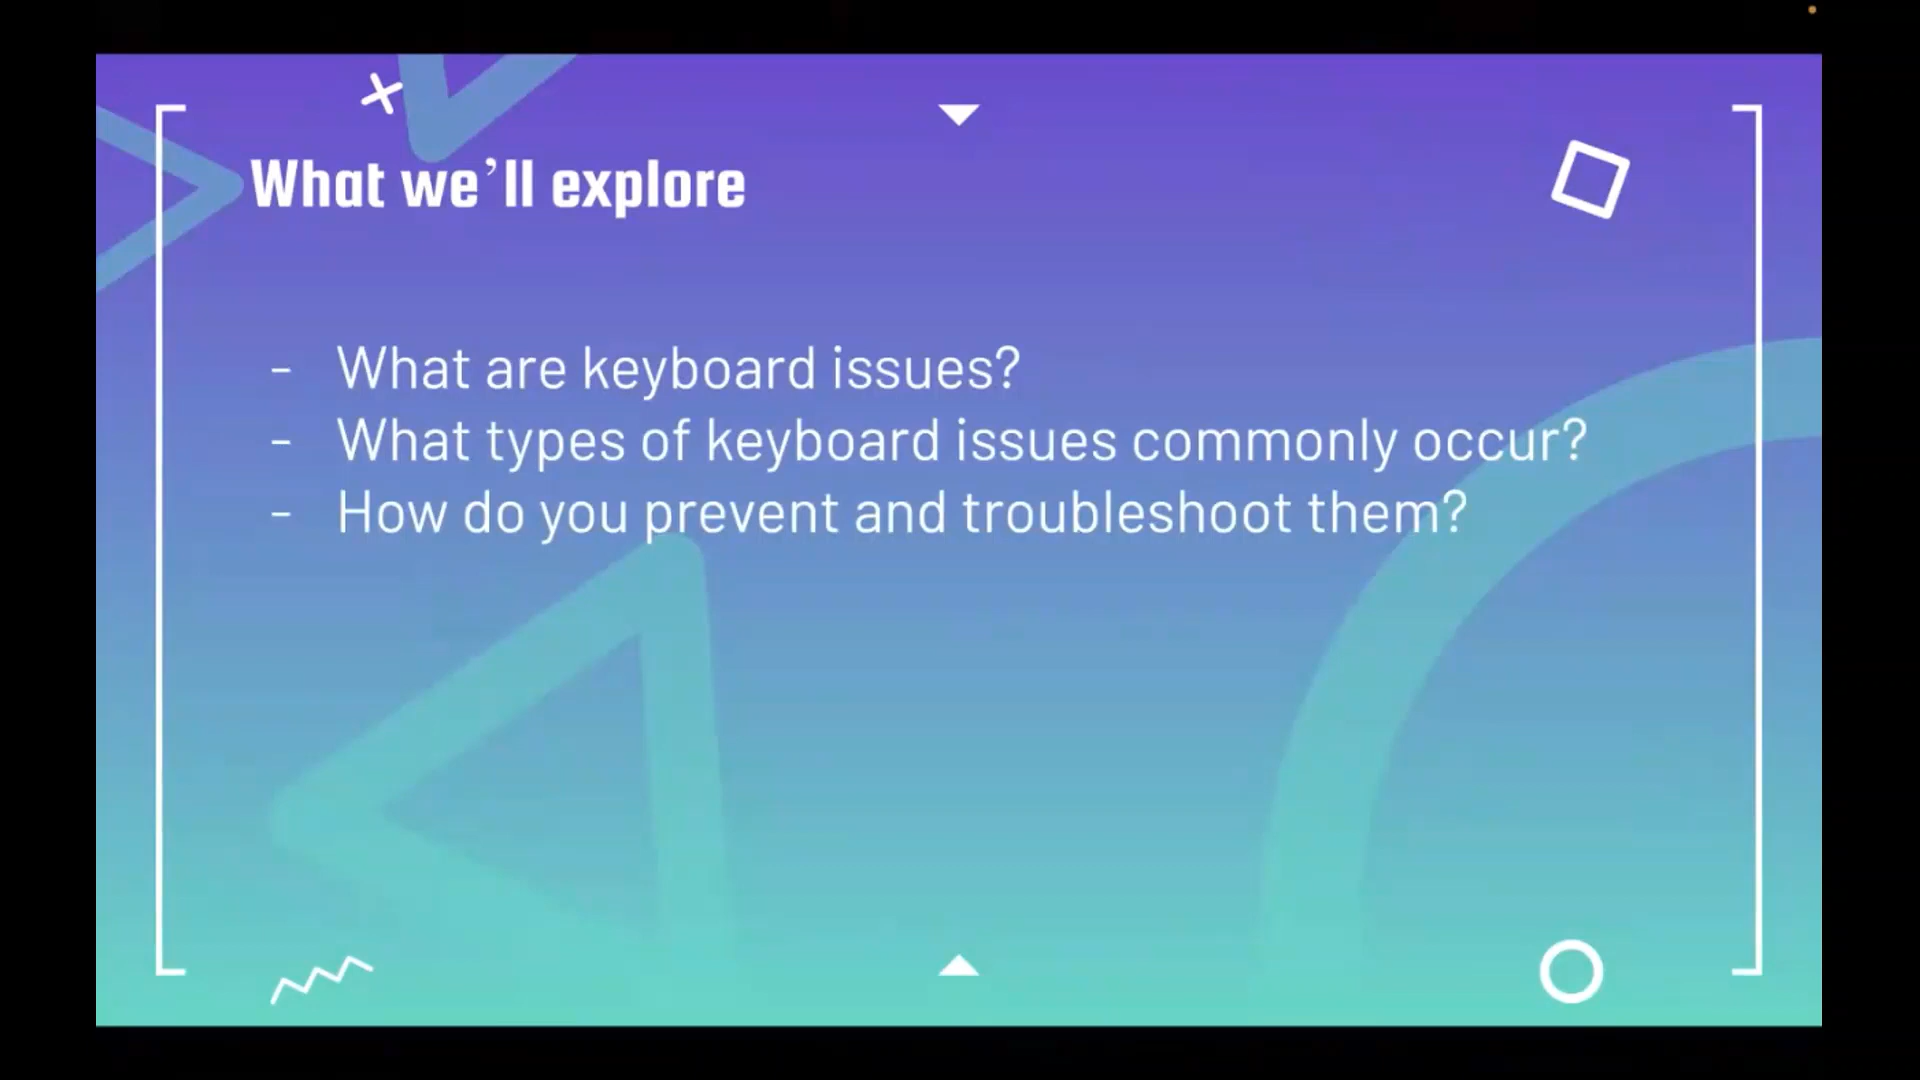 What we’ll explore
- What are keyboard issues?
- What types of keyboard issues commonly occur?
- How do you prevent and troubleshoot them?